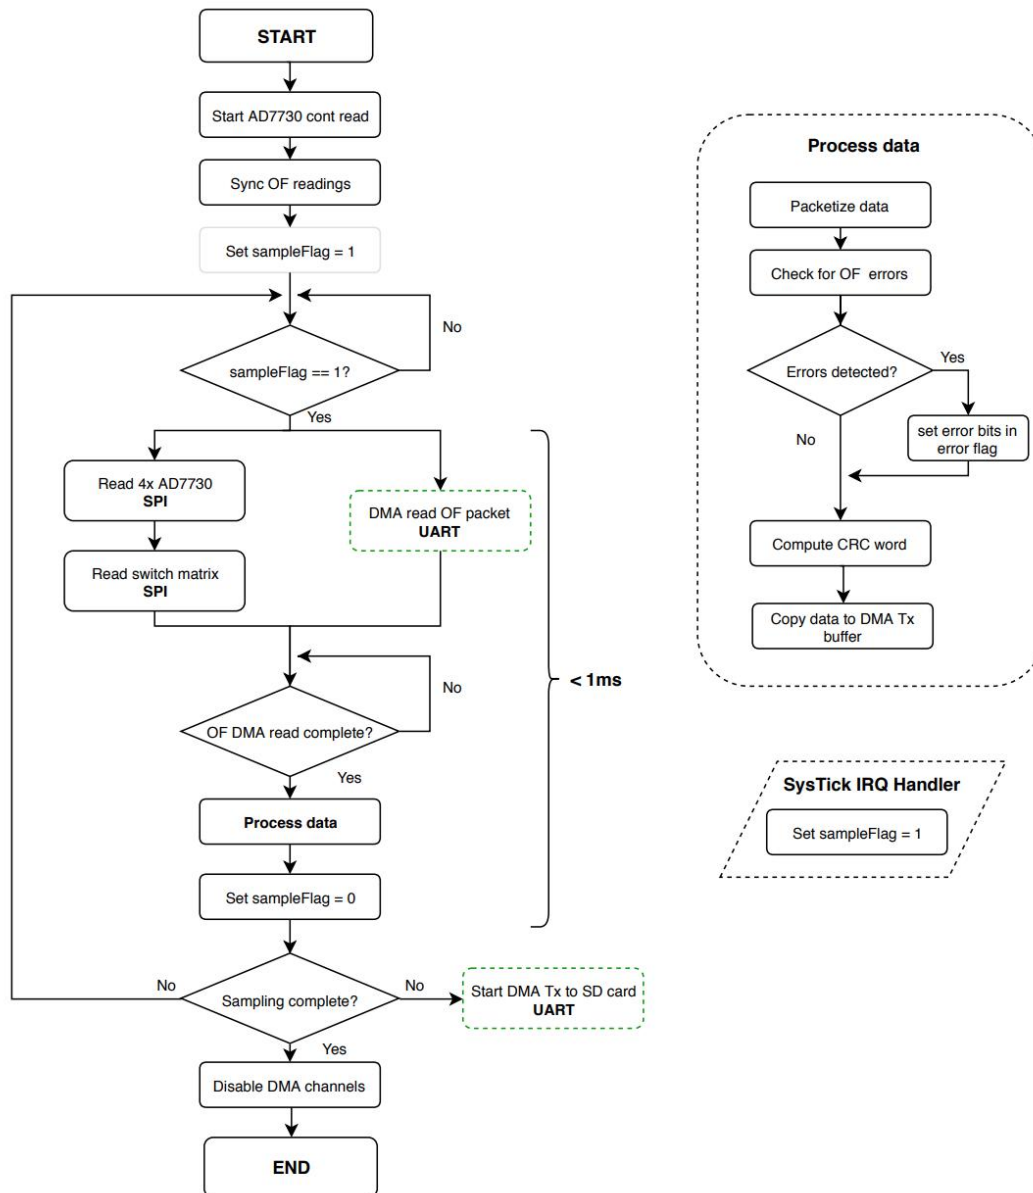 START
Start AD7730 cont read
Sync OF readings
Set sampleFlag = 1
No
sampleFlag == 1?
Yes
Read 4x AD7730
SPI
DMA read OF packet
UART
Read switch matrix
SPI
No
< 1ms
OF DMA read complete?
Yes
Process data
Set sampleFlag = 0
No
Sampling complete?
No
Start DMA Tx to SD card
UART
Yes
Disable DMA channels
END
Process data
Packetize data
Check for OF errors
Errors detected?
Yes
No
set error bits in
error flag
Compute CRC word
Copy data to DMA Tx
buffer
SysTick IRQ Handler
Set sampleFlag = 1